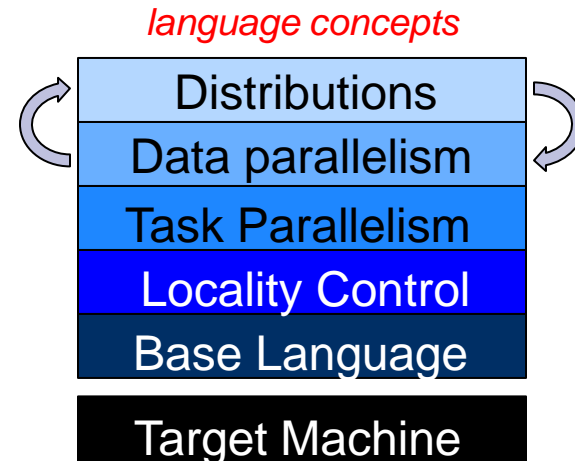 language concepts
Distributions
Data parallelism
Task Parallelism
Locality Control
Base Language
Target Machine